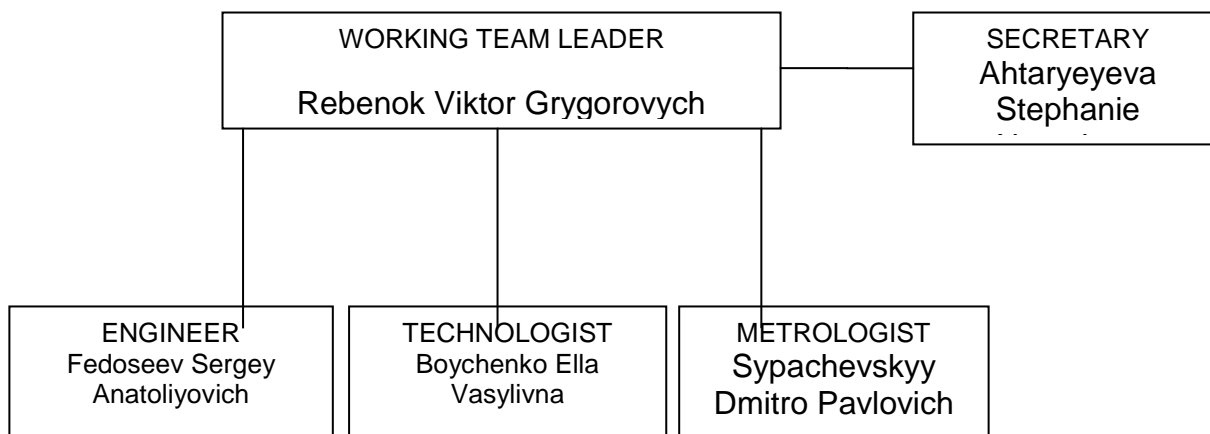 WORKING TEAM LEADER
Rebenok Viktor Grygorovych
SECRETARY
Ahtaryeyeva
Stephanie
ENGINEER
Fedoseev Sergey
Anatoliyovich
TECHNOLOGIST
Boychenko Ella
Vasylivna
METROLOGIST
Sypachevskyy
Dmitro Pavlovich